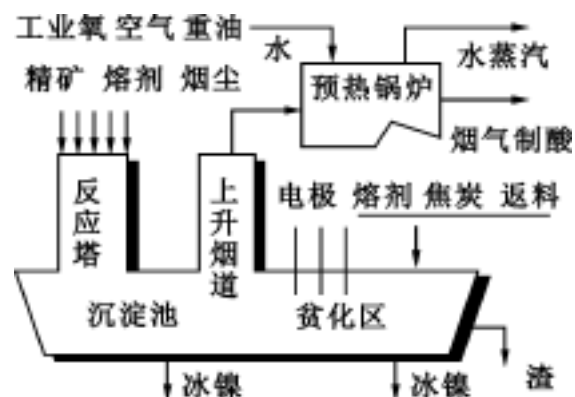 工业氧 空气 重油
精矿 熔剂 烟尘
水
水蒸汽
预热锅炉
烟气制酸
反应塔
上升烟道
电极 熔剂 焦炭 返料
沉淀池
贫化区
冰镍
冰镍
渣